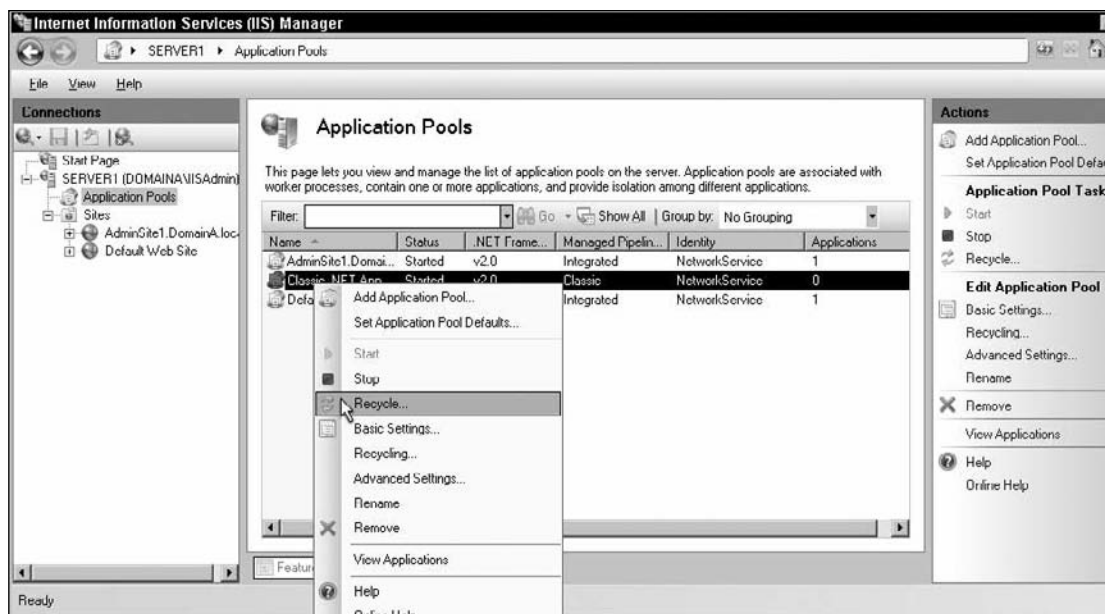 Internet Information Services (IIS) Manager
SERVER1 Application Pools
File View Help
Connections
Start Page
SERVER1 (DOMAINA\IISAdmin)
Application Pools
Sites
AdminSite1.DomainA.loc
Default Web Site
Application Pools
This page lets you view and manage the list of application pools on the server. Application pools are associated with
worker processes, contain one or more applications, and provide isolation among different applications.
Filter: Go Show All Group by: No Grouping
Name Status .NET Frame... Managed Pipelin... Identity Applications
AdminSite1.Domai... Started v2.0 Integrated NetworkService 1
Classic .NET App Started v2.0 Classic NetworkService 0
Defa Integrated NetworkService 1
Add Application Pool...
Set Application Pool Defaults...
Start
Stop
Recycle...
Basic Settings...
Recycling...
Advanced Settings...
Rename
Remove
View Applications
Help
Online Help
Featur
Actions
Add Application Pool...
Set Application Pool Defau
Application Pool Task
Start
Stop
Recycle...
Edit Application Pool
Basic Settings...
Recycling...
Advanced Settings...
Rename
Remove
View Applications
Help
Online Help
Ready